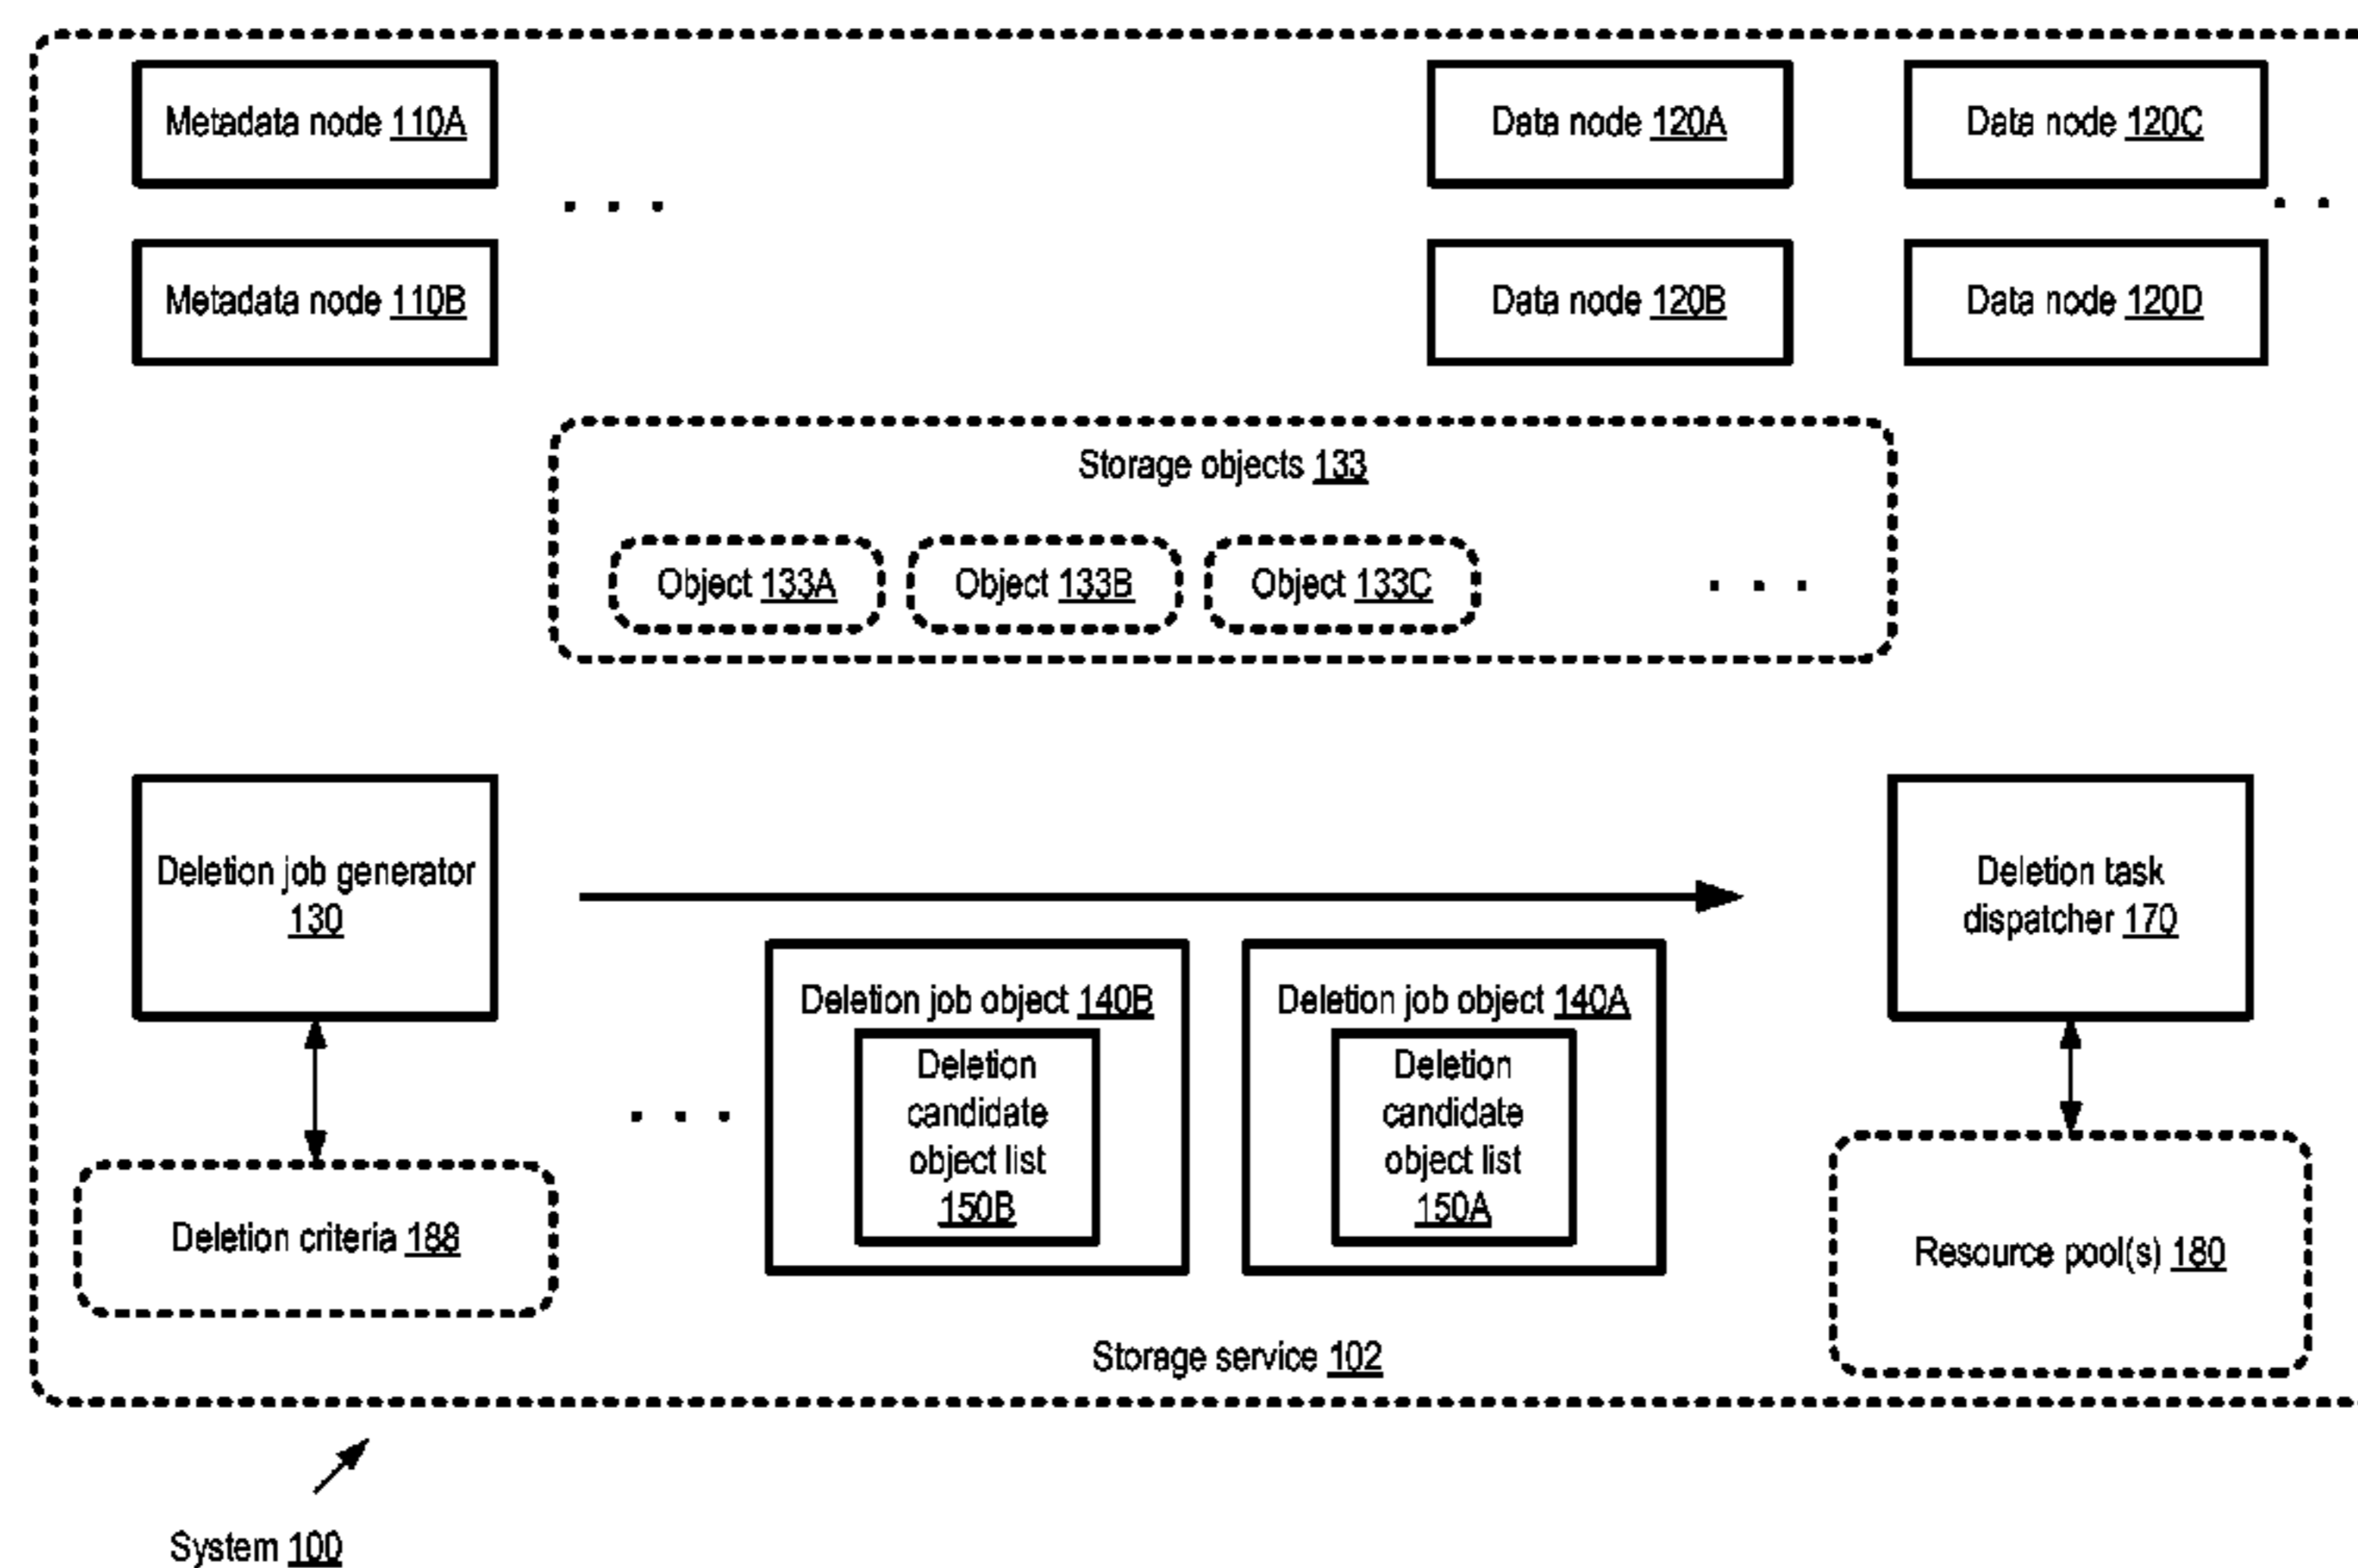 Metadata node 110A
Data node 120A
Data node 120C
. . .
. .
Metadata node 110B
Data node 120B
Data node 120D
Storage objects 133
Object 133A
Object 133B
Object 133C
. . .
Deletion job generator
130
Deletion task
dispatcher 170
Deletion job object 140B
Deletion candidate
object list
150B
Deletion job object 140A
Deletion
candidate
object list
150A
. . .
Deletion criteria 188
Resource pool(s) 180
Storage service 102
System 100